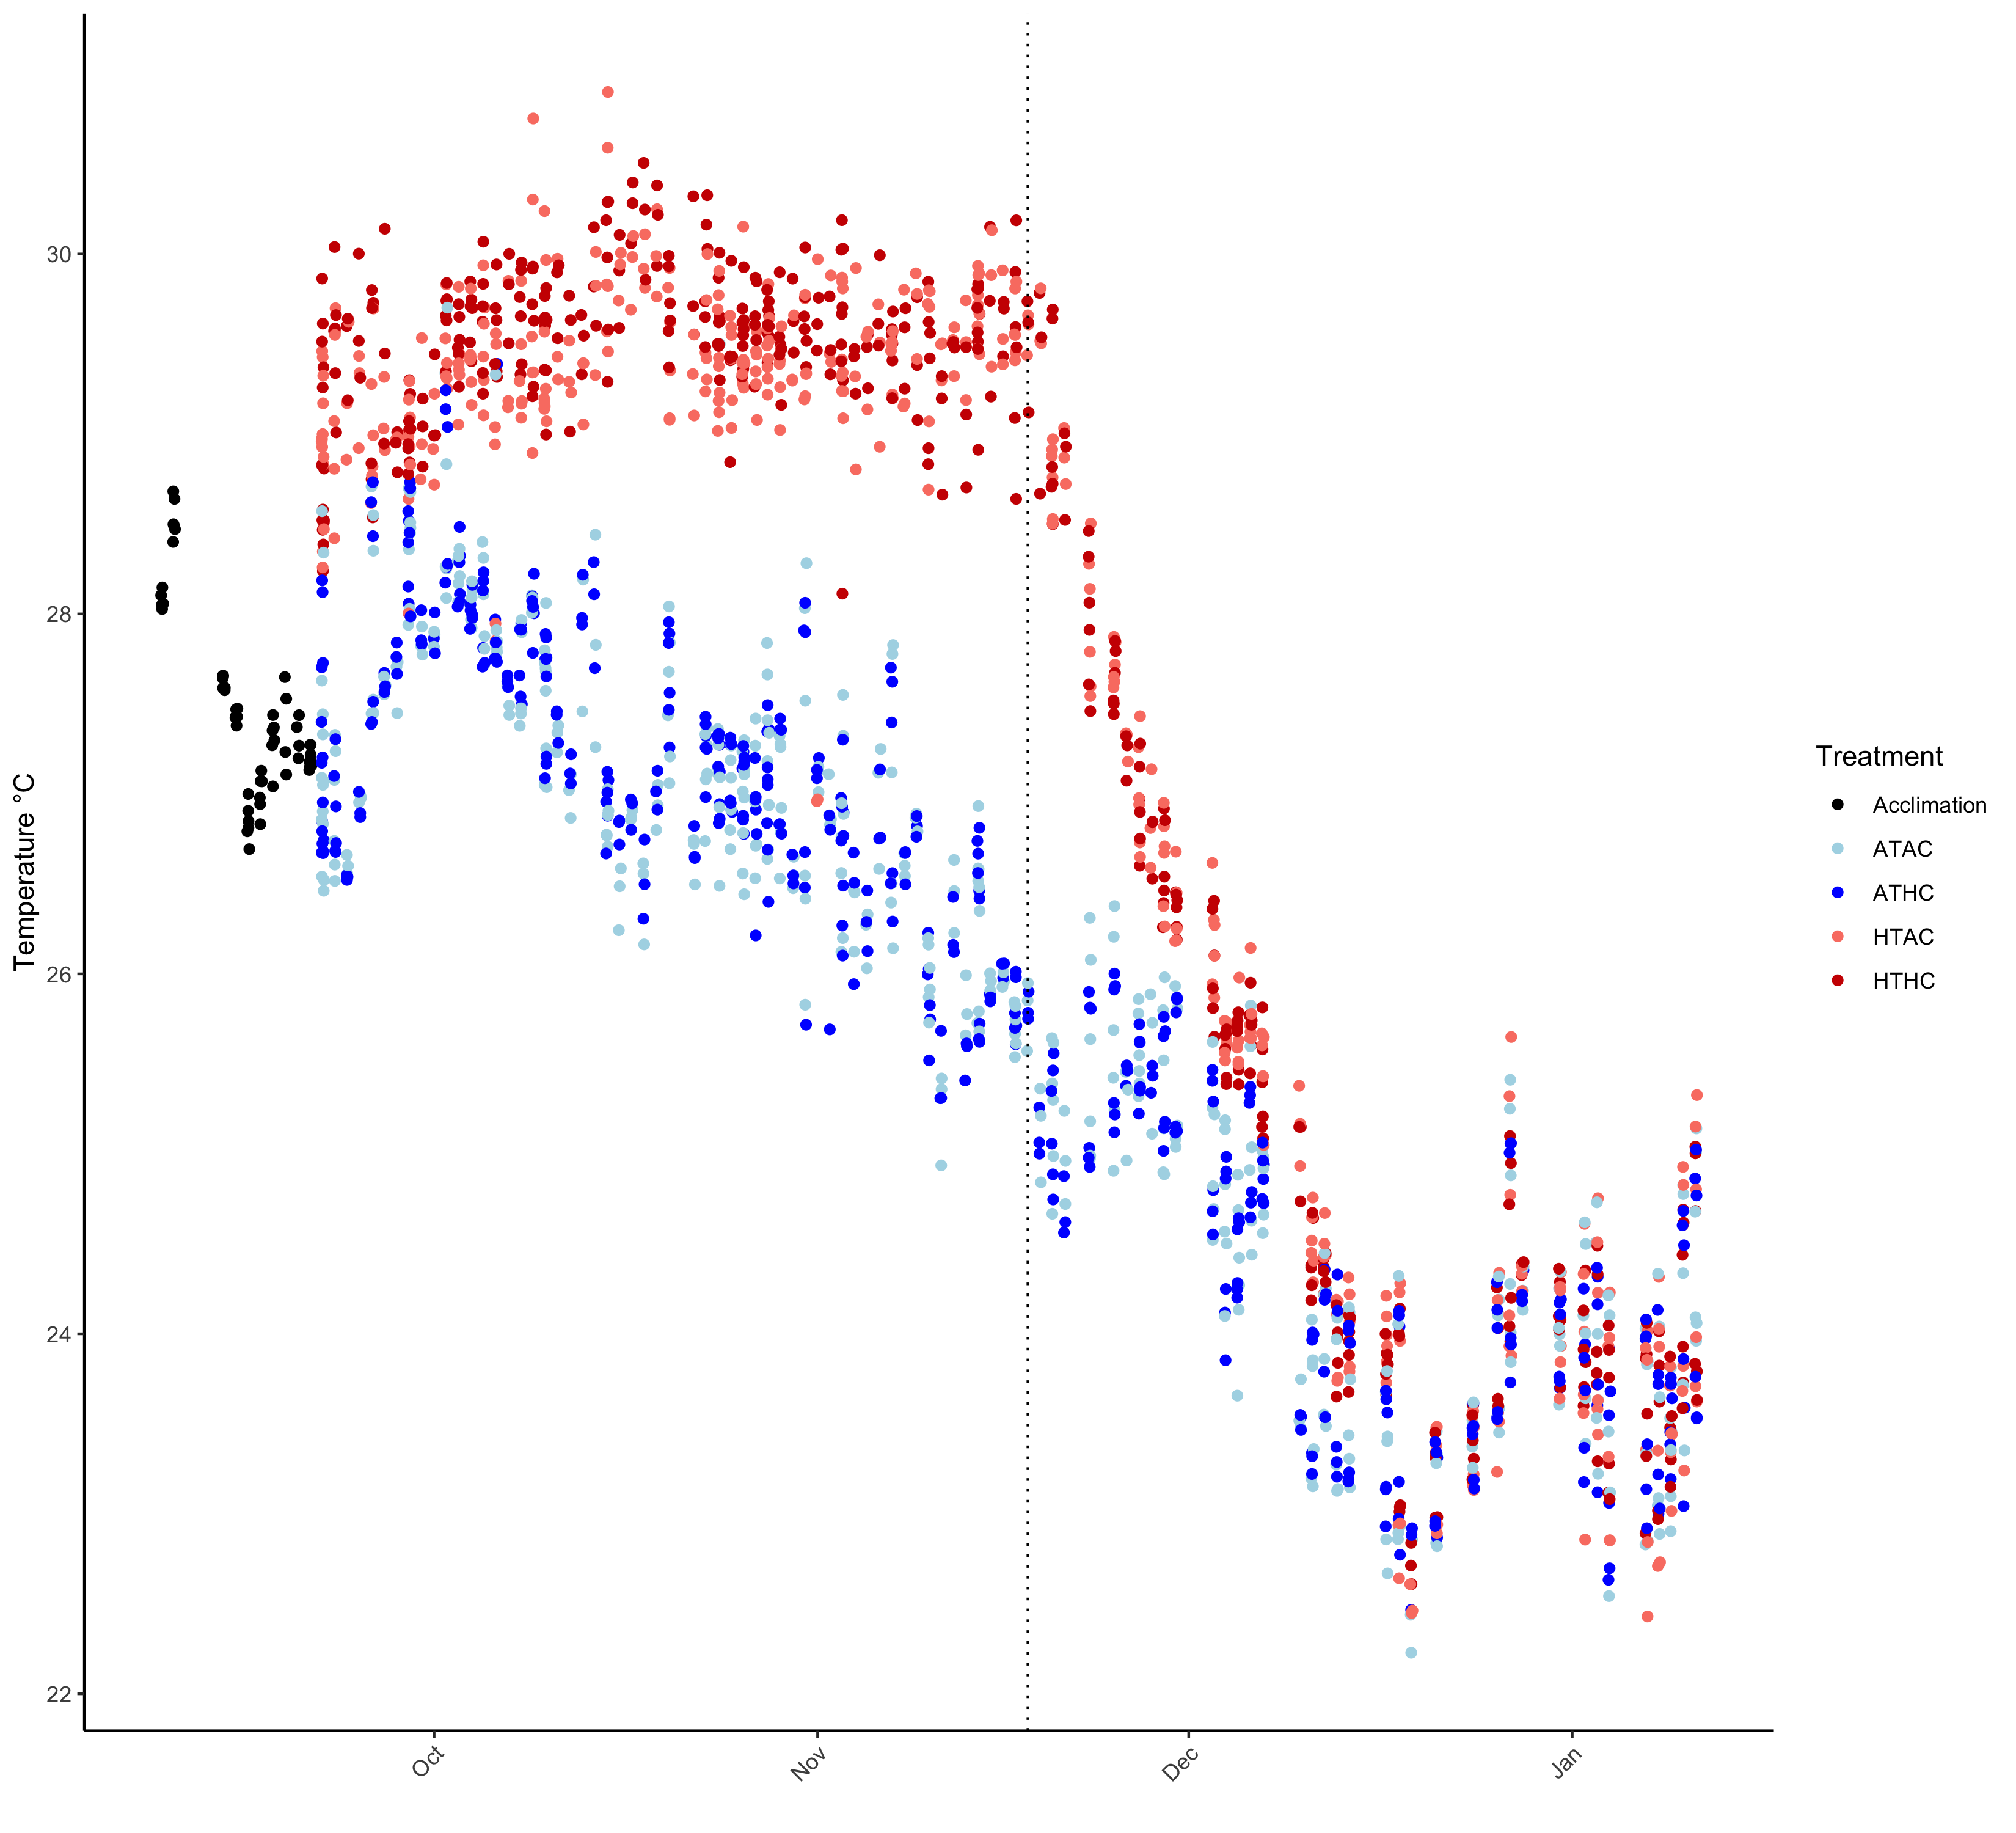 Temperature °C
30
28
26
24
22
Oct
Nov
Dec
Jan
Treatment
Acclimation
ATAC
ATHC
HTAC
HTHC